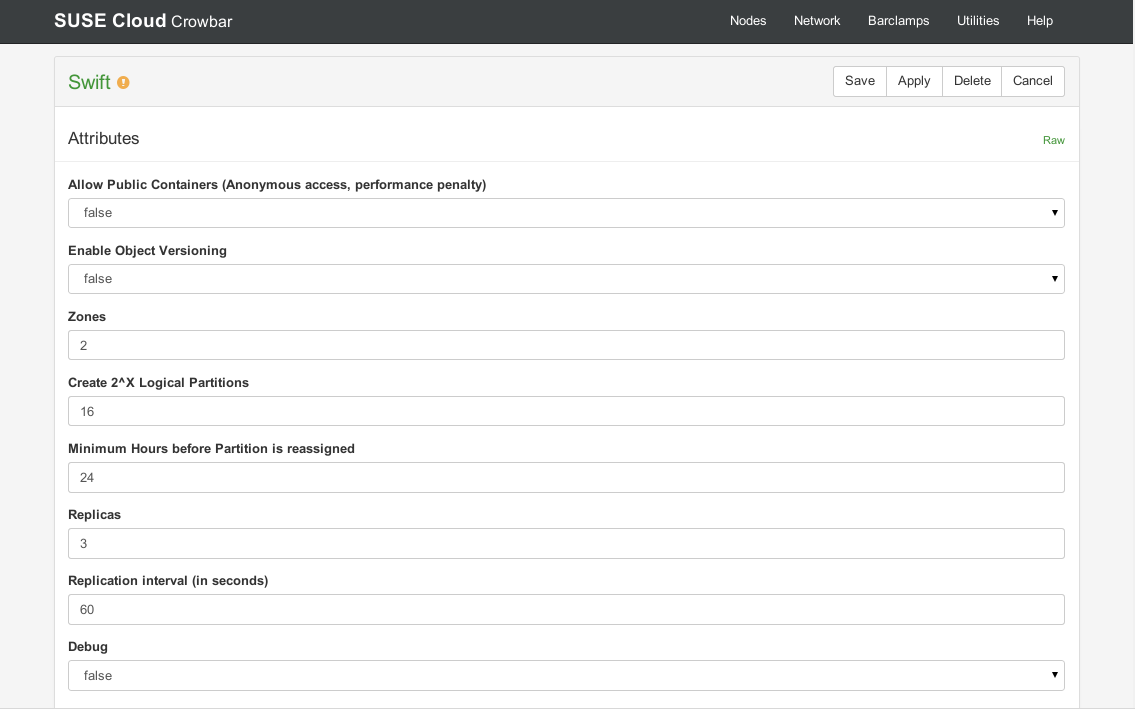 SUSE Cloud Crowbar Nodes Network Barclamps Utilities Help
Swift Save Apply Delete Cancel
Attributes Raw
Allow Public Containers (Anonymous access, performance penalty)
false
Enable Object Versioning
false
Zones
2
Create 2^X Logical Partitions
16
Minimum Hours before Partition is reassigned
24
Replicas
3
Replication interval (in seconds)
60
Debug
false